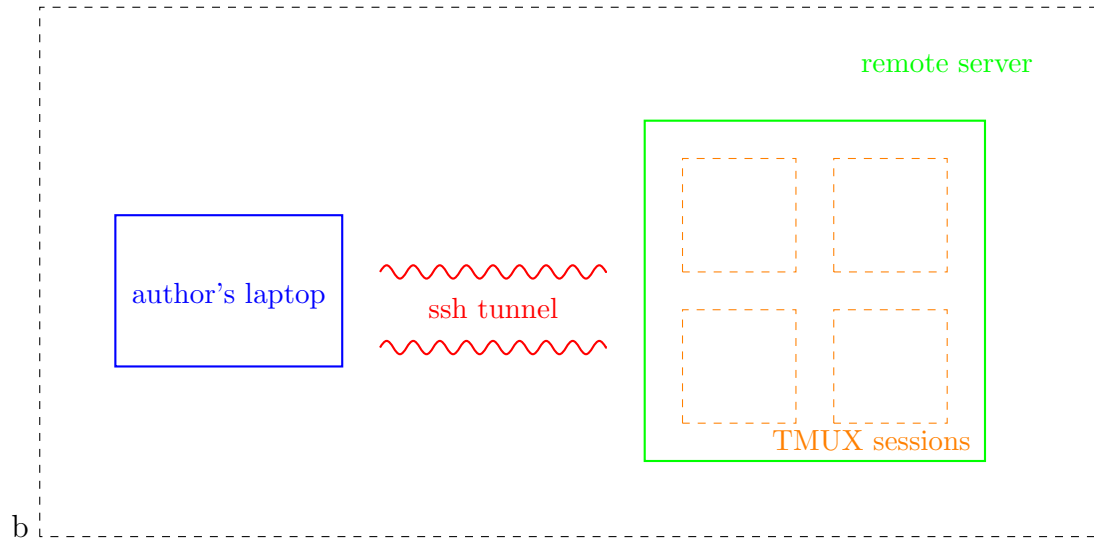 remote server
author's laptop
ssh tunnel
TMUX sessions
b